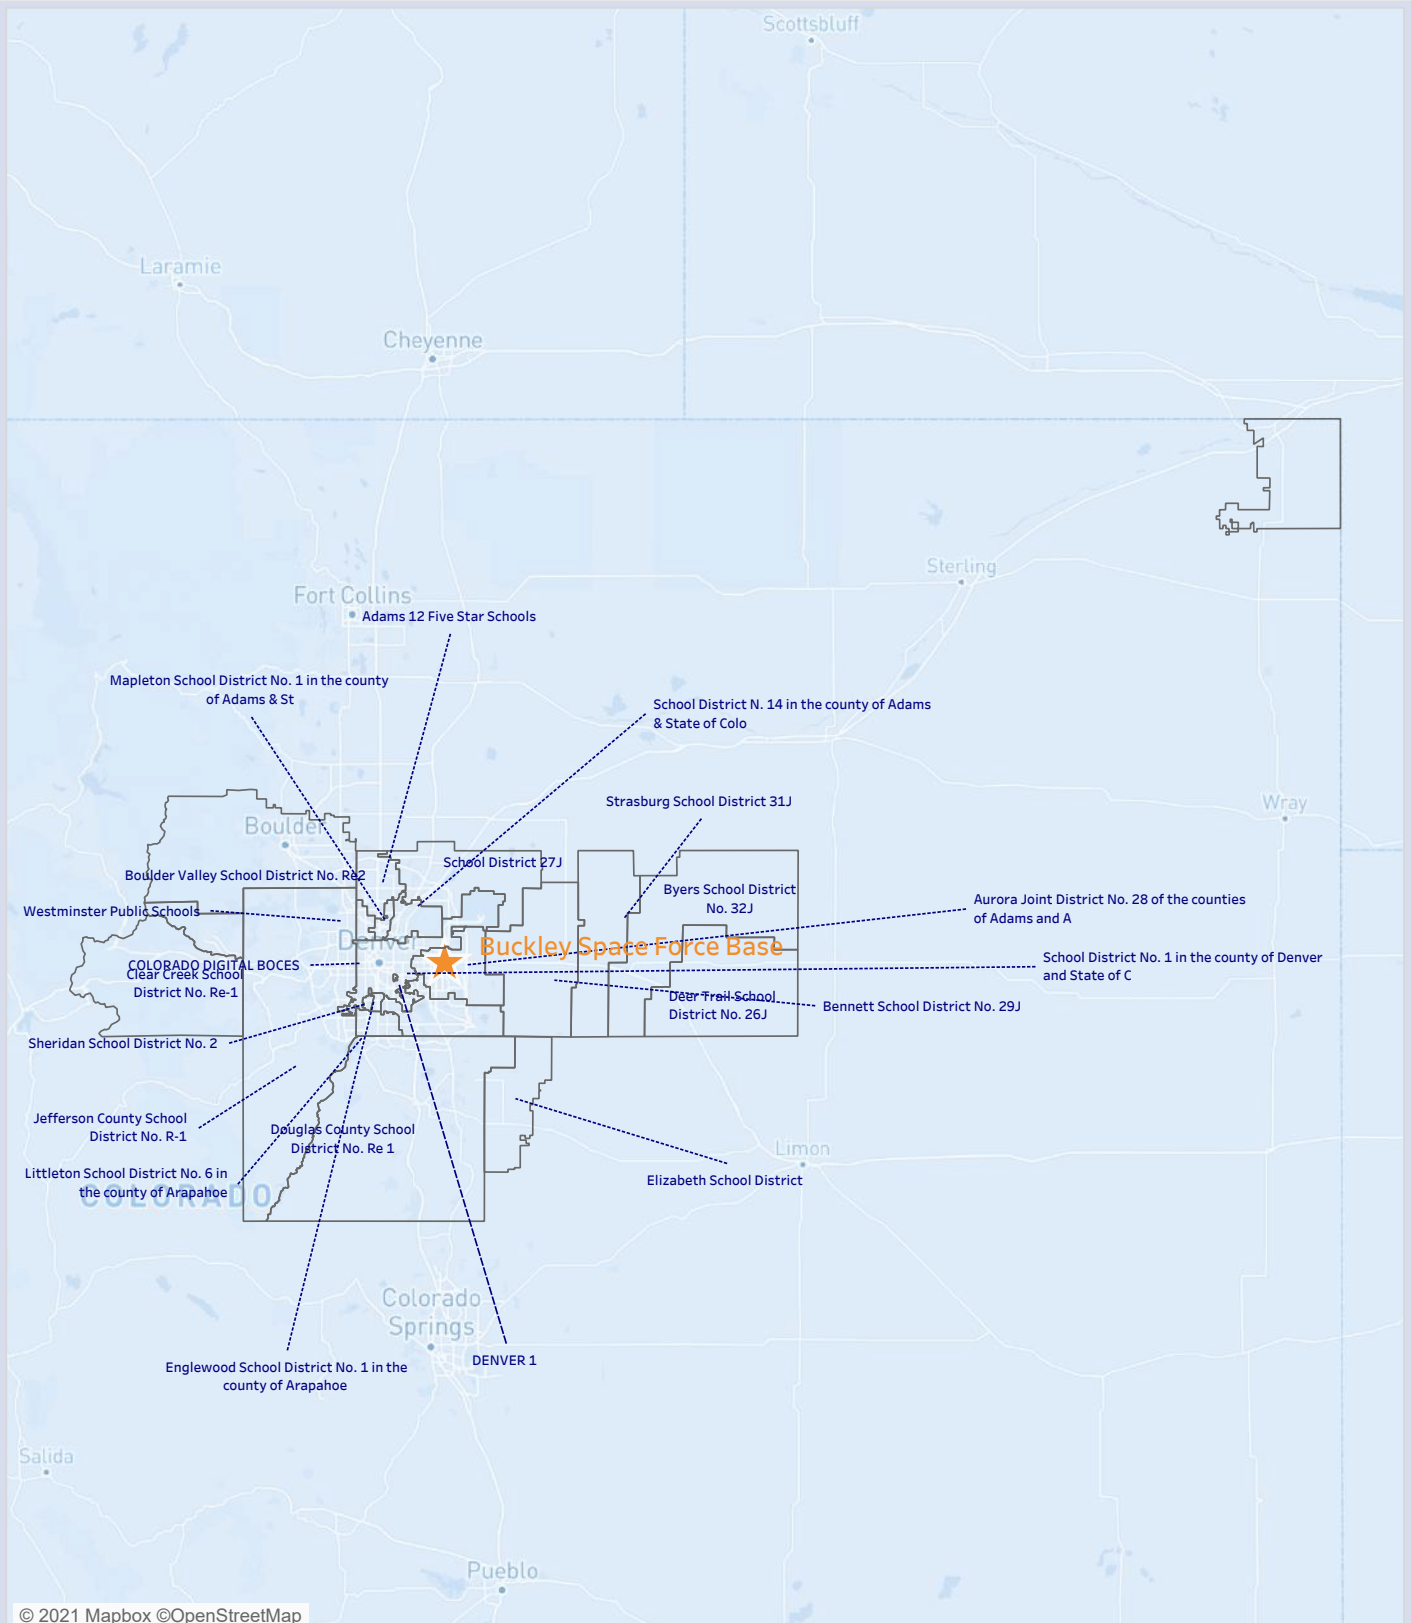 Scottsbluff
Laramie
Cheyenne
Sterling
Fort Collins
Adams 12 Five Star Schools
Mapleton School District No. 1 in the county
of Adams & St
School District N. 14 in the county of Adams
& State of Colo
Strasburg School District 31J
Wray
Boulder
School District 27J
Boulder Valley School District No. Re2
Byers School District
No. 32J
Aurora Joint District No. 28 of the counties
of Adams and A
Westminster Public Schools
Denver
Buckley Space Force Base
COLORADO DIGITAL BOCES
Clear Creek School
District No. Re-1
School District No. 1 in the county of Denver
and State of C
Deer Trail School
District No. 26J
Bennett School District No. 29J
Sheridan School District No. 2
Jefferson County School
District No. R-1
Douglas County School
District No. Re 1
Limon
Littleton School District No. 6 in
the county of Arapahoe
COLORADO
Elizabeth School District
Colorado
Springs
Englewood School District No. 1 in the
county of Arapahoe
DENVER 1
Salida
Pueblo
© 2021 Mapbox ©OpenStreetMap